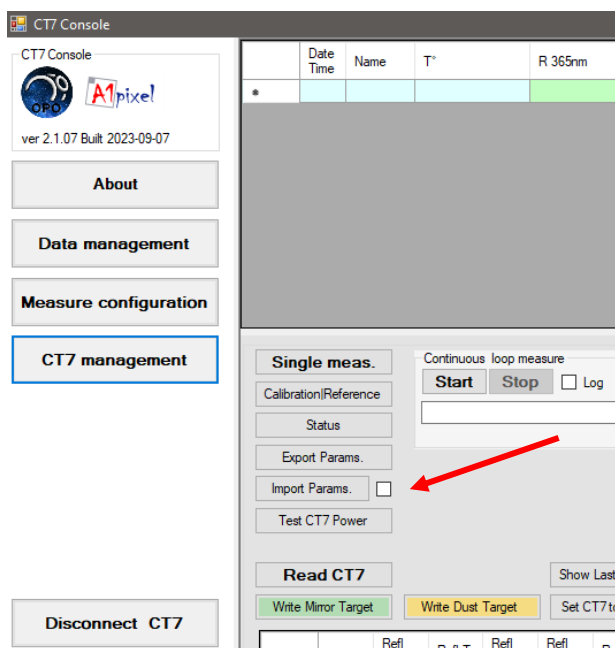 CT7 Console
CT7 Console
OPO
A1pixel
ver 2.1.07 Built 2023-09-07
About
Data management
Measure configuration
CT7 management
Disconnect CT7
Date Time
Name
T°
R 365nm
*
Single meas.
Calibration|Reference
Status
Export Params.
Import Params.
Test CT7 Power
Continuous loop measure
Start
Stop
Log
Read CT7
Show Last
Write Mirror Target
Write Dust Target
Set CT7 to
Refl
Refl
Refl